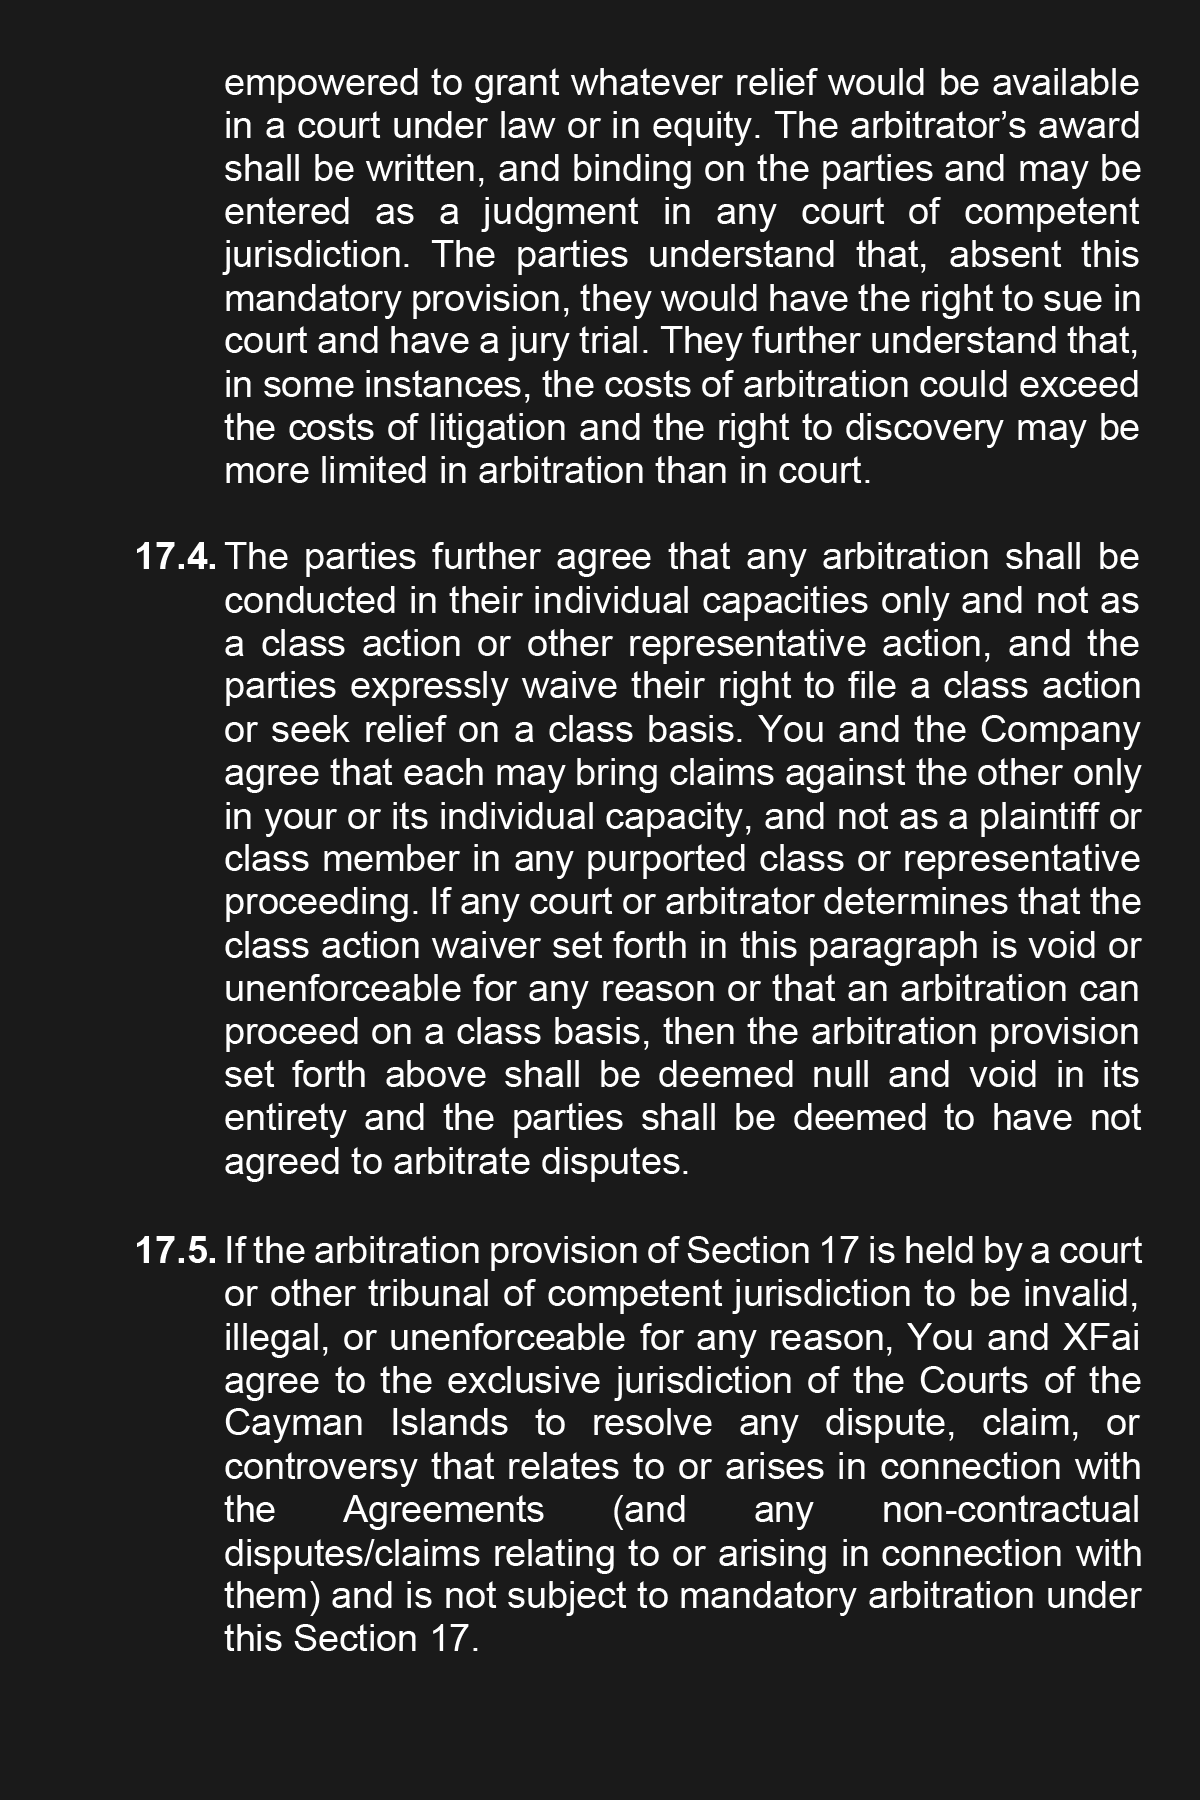 empowered to grant whatever relief would be available
in a court under law or in equity. The arbitrator’s award
shall be written, and binding on the parties and may be
entered as a judgment in any court of competent
jurisdiction. The parties understand that, absent this
mandatory provision, they would have the right to sue in
court and have a jury trial. They further understand that,
in some instances, the costs of arbitration could exceed
the costs of litigation and the right to discovery may be
more limited in arbitration than in court.
17.4. The parties further agree that any arbitration shall be
conducted in their individual capacities only and not as
a class action or other representative action, and the
parties expressly waive their right to file a class action
or seek relief on a class basis. You and the Company
agree that each may bring claims against the other only
in your or its individual capacity, and not as a plaintiff or
class member in any purported class or representative
proceeding. If any court or arbitrator determines that the
class action waiver set forth in this paragraph is void or
unenforceable for any reason or that an arbitration can
proceed on a class basis, then the arbitration provision
set forth above shall be deemed null and void in its
entirety and the parties shall be deemed to have not
agreed to arbitrate disputes.
17.5. If the arbitration provision of Section 17 is held by a court
or other tribunal of competent jurisdiction to be invalid,
illegal, or unenforceable for any reason, You and XFai
agree to the exclusive jurisdiction of the Courts of the
Cayman Islands to resolve any dispute, claim, or
controversy that relates to or arises in connection with
the Agreements (and any non-contractual
disputes/claims relating to or arising in connection with
them) and is not subject to mandatory arbitration under
this Section 17.